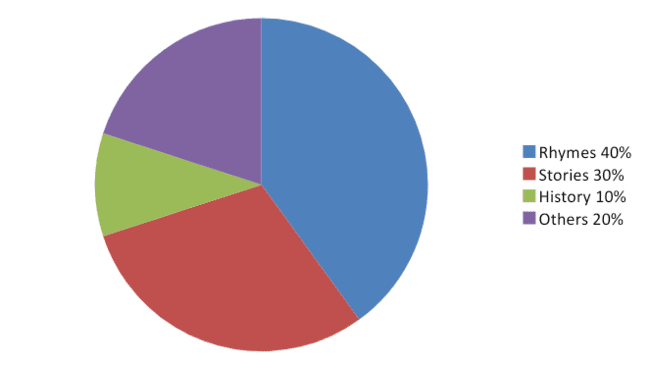 Rhymes 40%
Stories 30%
History 10%
Others 20%